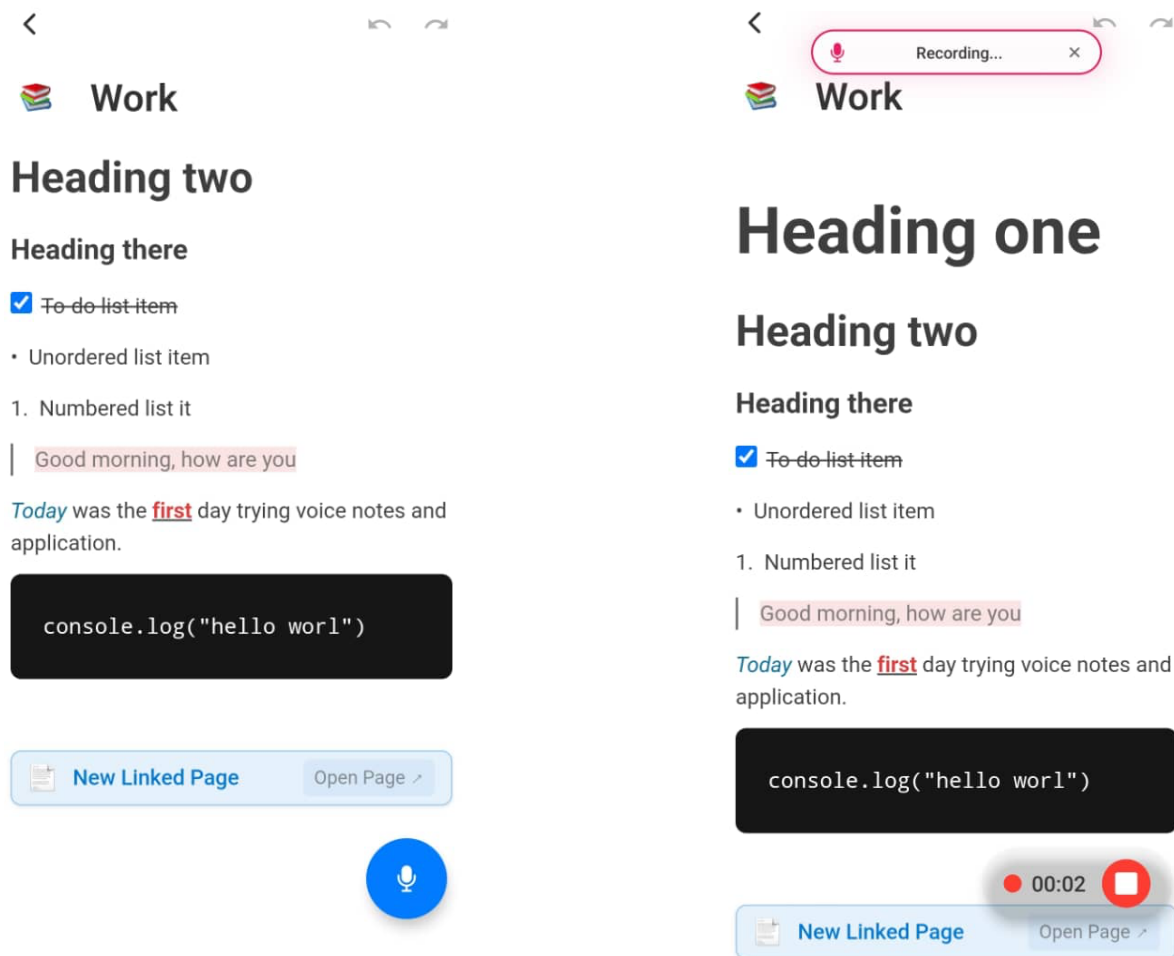 Work
Heading two
Heading there
To do list item
• Unordered list item
1. Numbered list it
Good morning, how are you
Today was the first day trying voice notes and
application.
console.log("hello worl")
New Linked Page
Open Page ↗
Recording...
Work
Heading one
Heading two
Heading there
To do list item
• Unordered list item
1. Numbered list it
Good morning, how are you
Today was the first day trying voice notes and
application.
console.log("hello worl")
00:02
New Linked Page
Open Page ↗